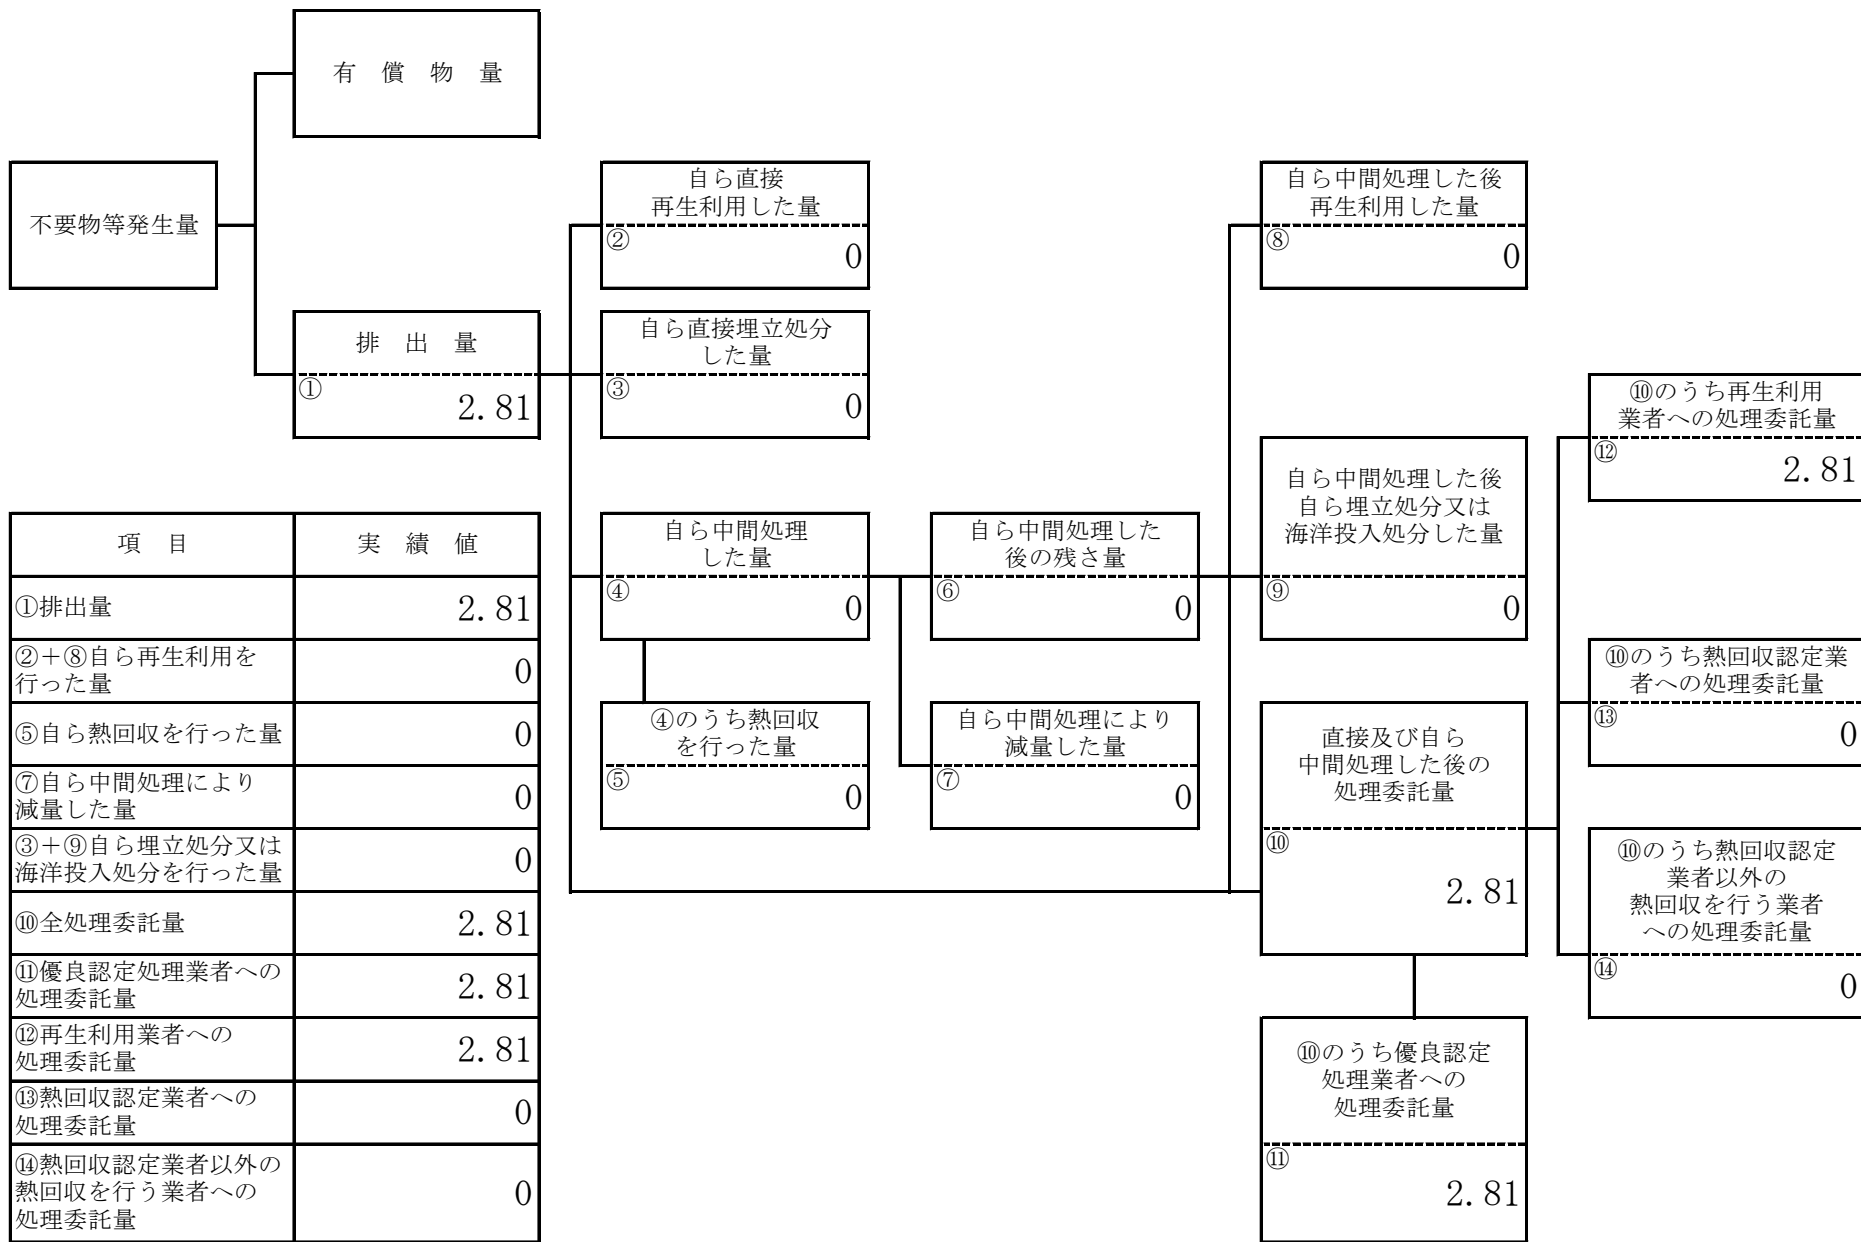 有　償　物　量
不要物等発生量
排　出　量
①
2.81
自ら直接
再生利用した量
②
0
自ら直接埋立処分
した量
③
0
自ら中間処理
した量
④
0
④のうち熱回収
を行った量
⑤
0
自ら中間処理した
後の残さ量
⑥
0
自ら中間処理により
減量した量
⑦
0
自ら中間処理した後
再生利用した量
⑧
0
自ら中間処理した後
自ら埋立処分又は
海洋投入処分した量
⑨
0
直接及び自ら
中間処理した後の
処理委託量
⑩
2.81
⑩のうち優良認定
処理業者への
処理委託量
⑪
2.81
⑩のうち再生利用
業者への処理委託量
⑫
2.81
⑩のうち熱回収認定業
者への処理委託量
⑬
0
⑩のうち熱回収認定
業者以外の
熱回収を行う業者
への処理委託量
⑭
0
項　目　実　績　値
①排出量　2.81
②＋⑧自ら再生利用を
行った量　0
⑤自ら熱回収を行った量　0
⑦自ら中間処理により
減量した量　0
③＋⑨自ら埋立処分又は
海洋投入処分を行った量　0
⑩全処理委託量　2.81
⑪優良認定処理業者への
処理委託量　2.81
⑫再生利用業者への
処理委託量　2.81
⑬熱回収認定業者への
処理委託量　0
⑭熱回収認定業者以外の
熱回収を行う業者への
処理委託量　0